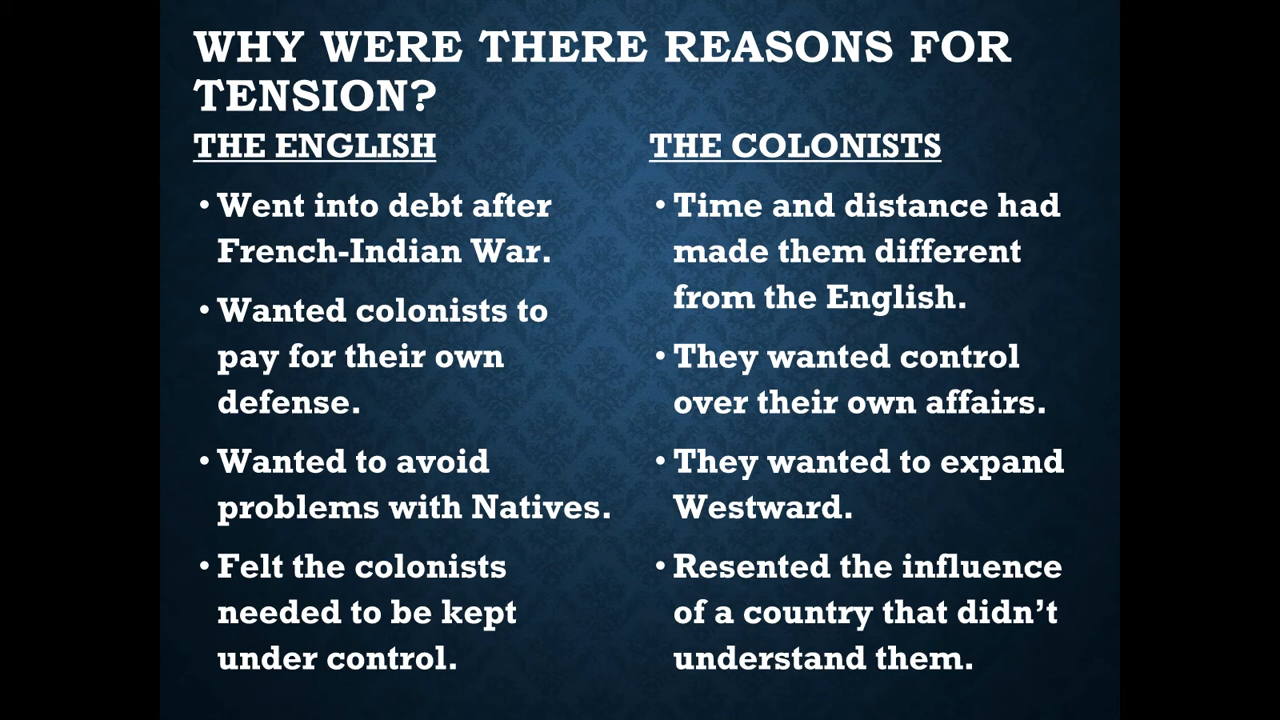 WHY WERE THERE REASONS FOR
TENSION?
THE ENGLISH
• Went into debt after
French-Indian War.
• Wanted colonists to
pay for their own
defense.
• Wanted to avoid
problems with Natives.
• Felt the colonists
needed to be kept
under control.
THE COLONISTS
• Time and distance had
made them different
from the English.
• They wanted control
over their own affairs.
• They wanted to expand
Westward.
• Resented the influence
of a country that didn’t
understand them.